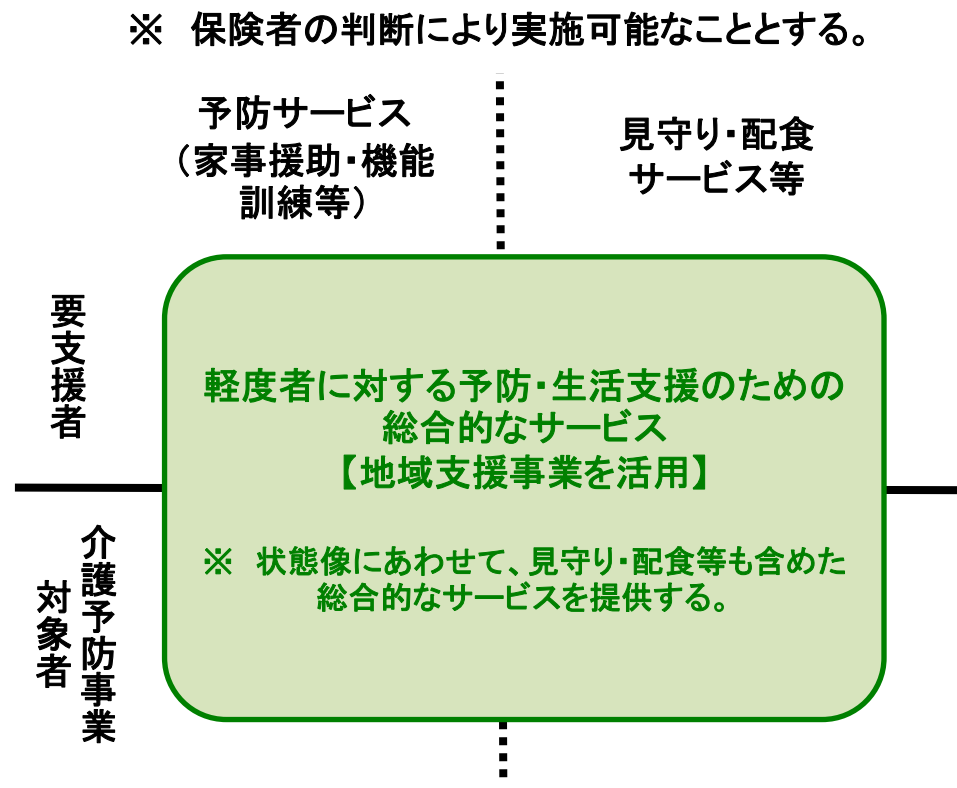 ※ 保険者の判断により実施可能なこととする。
予防サービス
（家事援助・機能
訓練等）
見守り・配食
サービス等
要支援者
軽度者に対する予防・生活支援のための
総合的なサービス
【地域支援事業を活用】
※ 状態像にあわせて、見守り・配食等も含めた
総合的なサービスを提供する。
介護予防事業
対象者